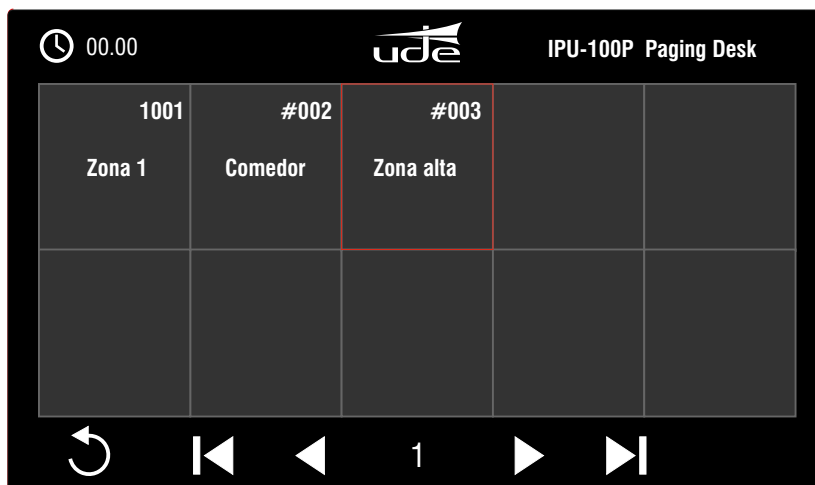 00.00
ude
IPU-100P Paging Desk
1001
#002
#003
Zona 1
Comedor
Zona alta
1